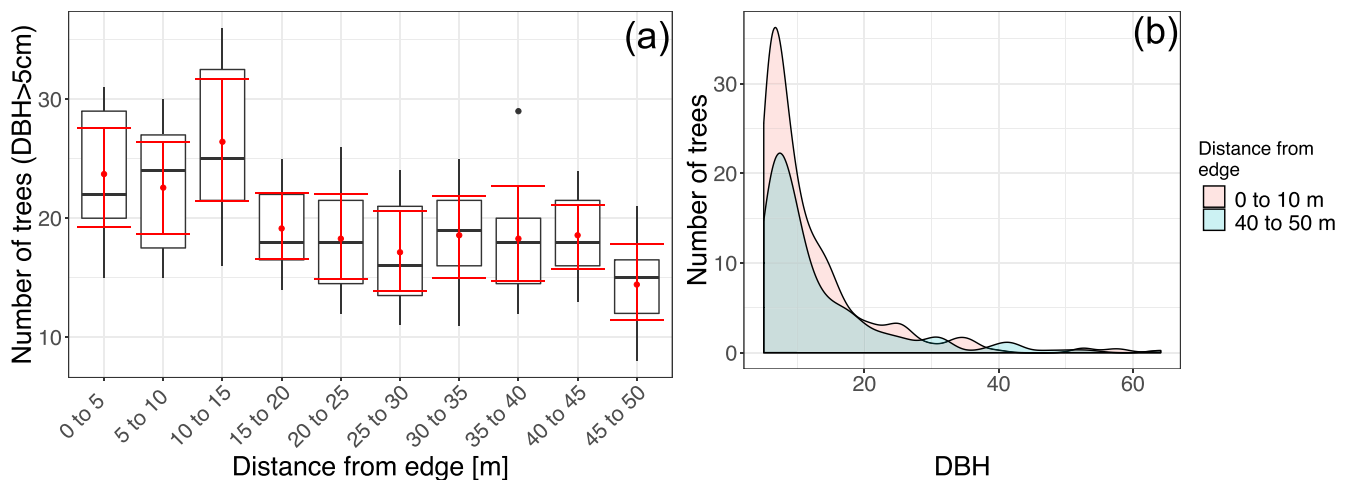 (a)
Number of trees (DBH>5cm)
30
20
10
0 to 5
5 to 10
10 to 15
15 to 20
20 to 25
25 to 30
30 to 35
35 to 40
40 to 45
45 to 50
Distance from edge [m]
(b)
Number of trees
30
20
10
0
20
40
60
DBH
Distance from
edge
0 to 10 m
40 to 50 m